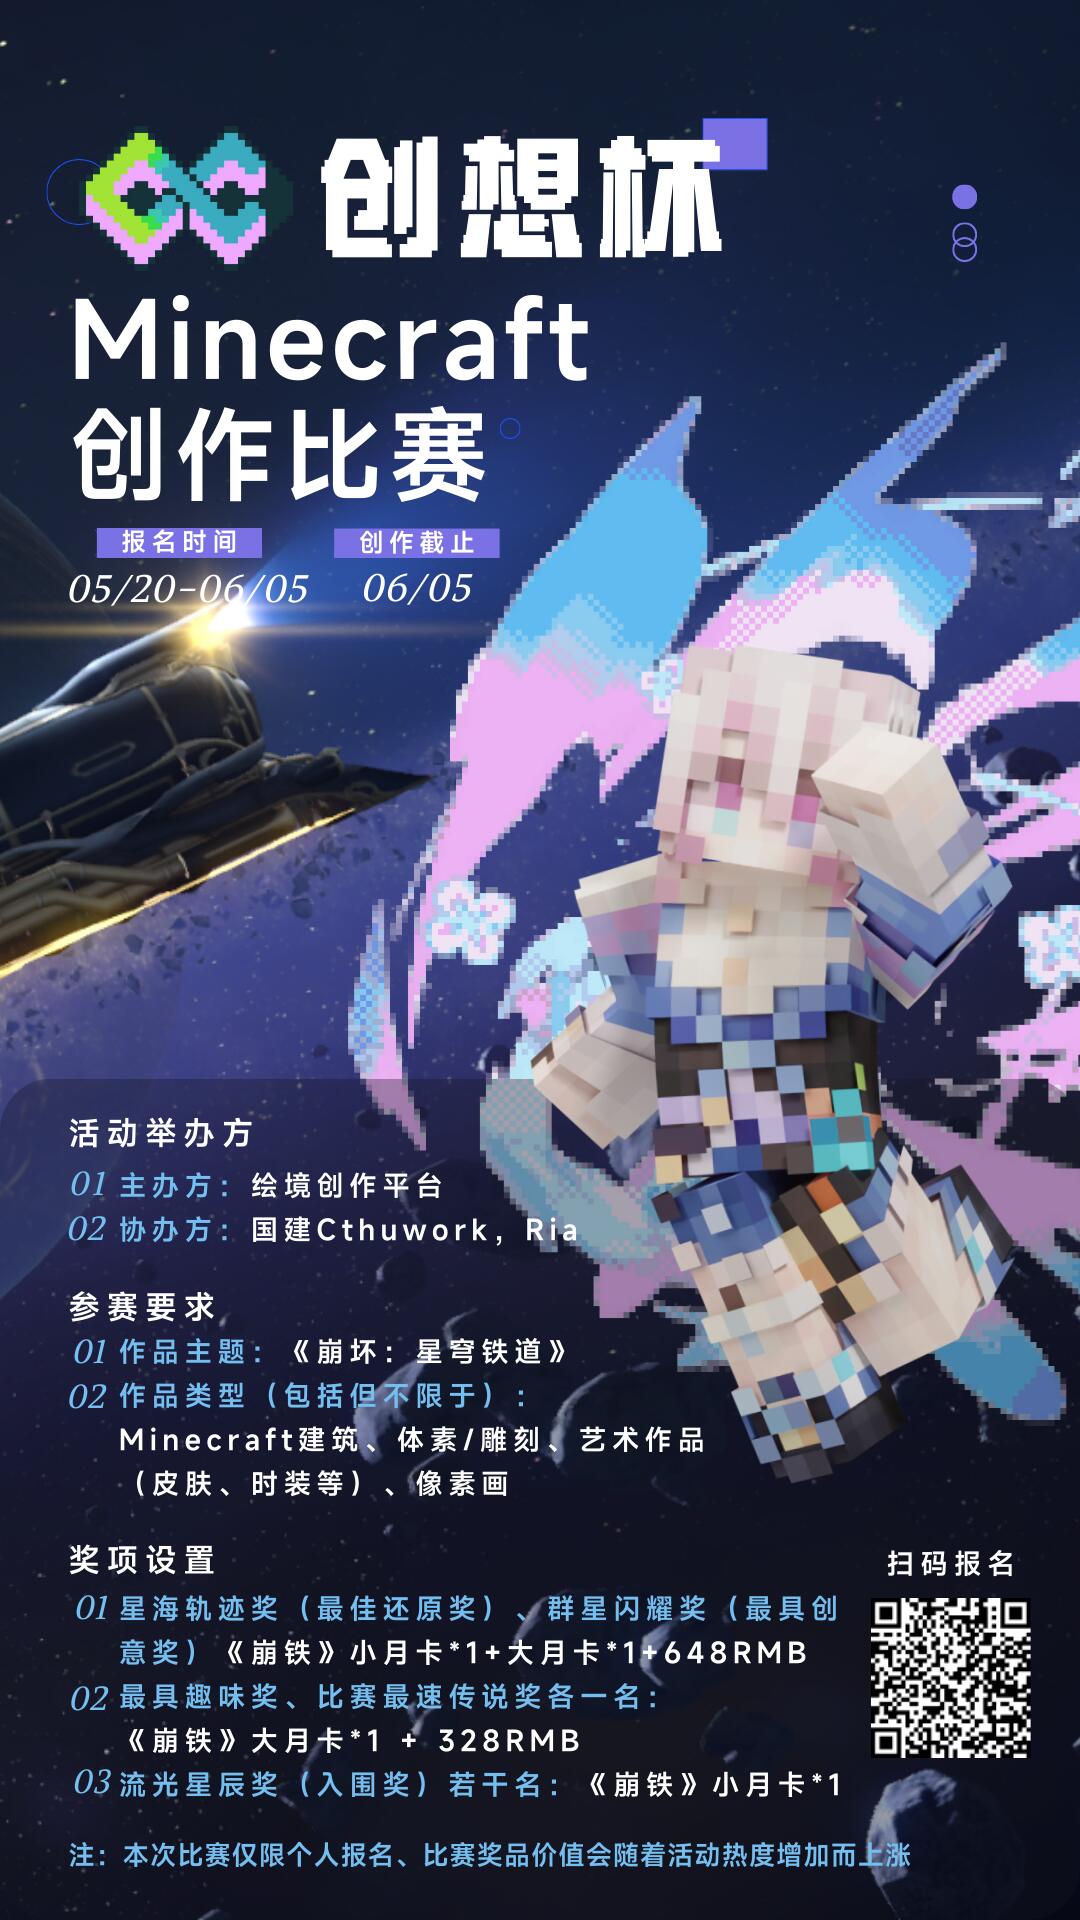 创想杯
Minecraft
创作比赛
报名时间 创作截止
05/20-06/05 06/05
活动举办方
01 主办方：绘境创作平台
02 协办方：国建Cthuwork，Ria
参赛要求
01 作品主题：《崩坏：星穹铁道》
02 作品类型（包括但不限于）：
Minecraft建筑、体素/雕刻、艺术作品
（皮肤、时装等）、像素画
奖项设置
扫码报名
01 星海轨迹奖（最佳还原奖）、群星闪耀奖（最具创
意奖）《崩铁》小月卡*1+大月卡*1+648RMB
02 最具趣味奖、比赛最速传说奖各一名：
《崩铁》大月卡*1 + 328RMB
03 流光星辰奖（入围奖）若干名：《崩铁》小月卡*1
注：本次比赛仅限个人报名、比赛奖品价值会随着活动热度增加而上涨